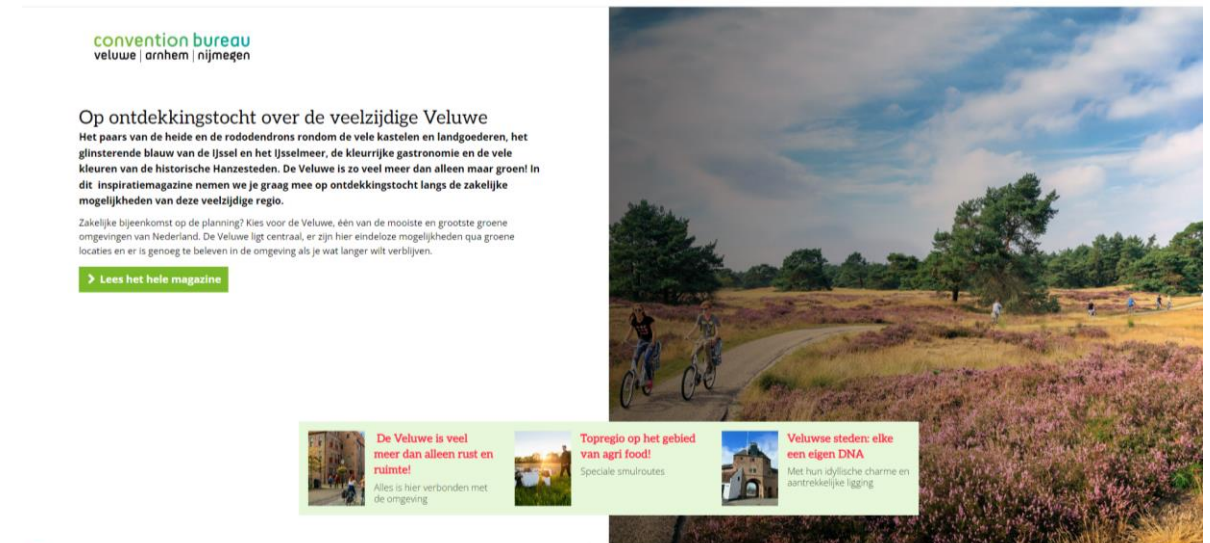 convention bureau
veluwe | arnhem | nijmegen
Op ontdekkingstocht over de veelzijdige Veluwe
Het paars van de heide en de rododendrons rondom de vele kastelen en landgoederen, het
glinsterende blauw van de IJssel en het IJsselmeer, de kleurrijke gastronomie en de vele
kleuren van de historische Hanzesteden. De Veluwe is zo veel meer dan alleen maar groen! In
dit inspiratiemagazine nemen we je graag mee op ontdekkingstocht langs de zakelijke
mogelijkheden van deze veelzijdige regio.
Zakelijke bijeenkomst op de planning? Kies voor de Veluwe, één van de mooiste en grootste groene
omgevingen van Nederland. De Veluwe ligt centraal, er zijn hier eindeloze mogelijkheden qua groene
locaties en er is genoeg te beleven in de omgeving als je wat langer wilt verblijven.
Lees het hele magazine
De Veluwe is veel
meer dan alleen rust en
ruimte!
Alles is hier verbonden met
de omgeving
Topregio op het gebied
van agri food!
Speciale smulroutes
Veluwse steden: elke
een eigen DNA
Met hun idyllische charme en
aantrekkelijke ligging